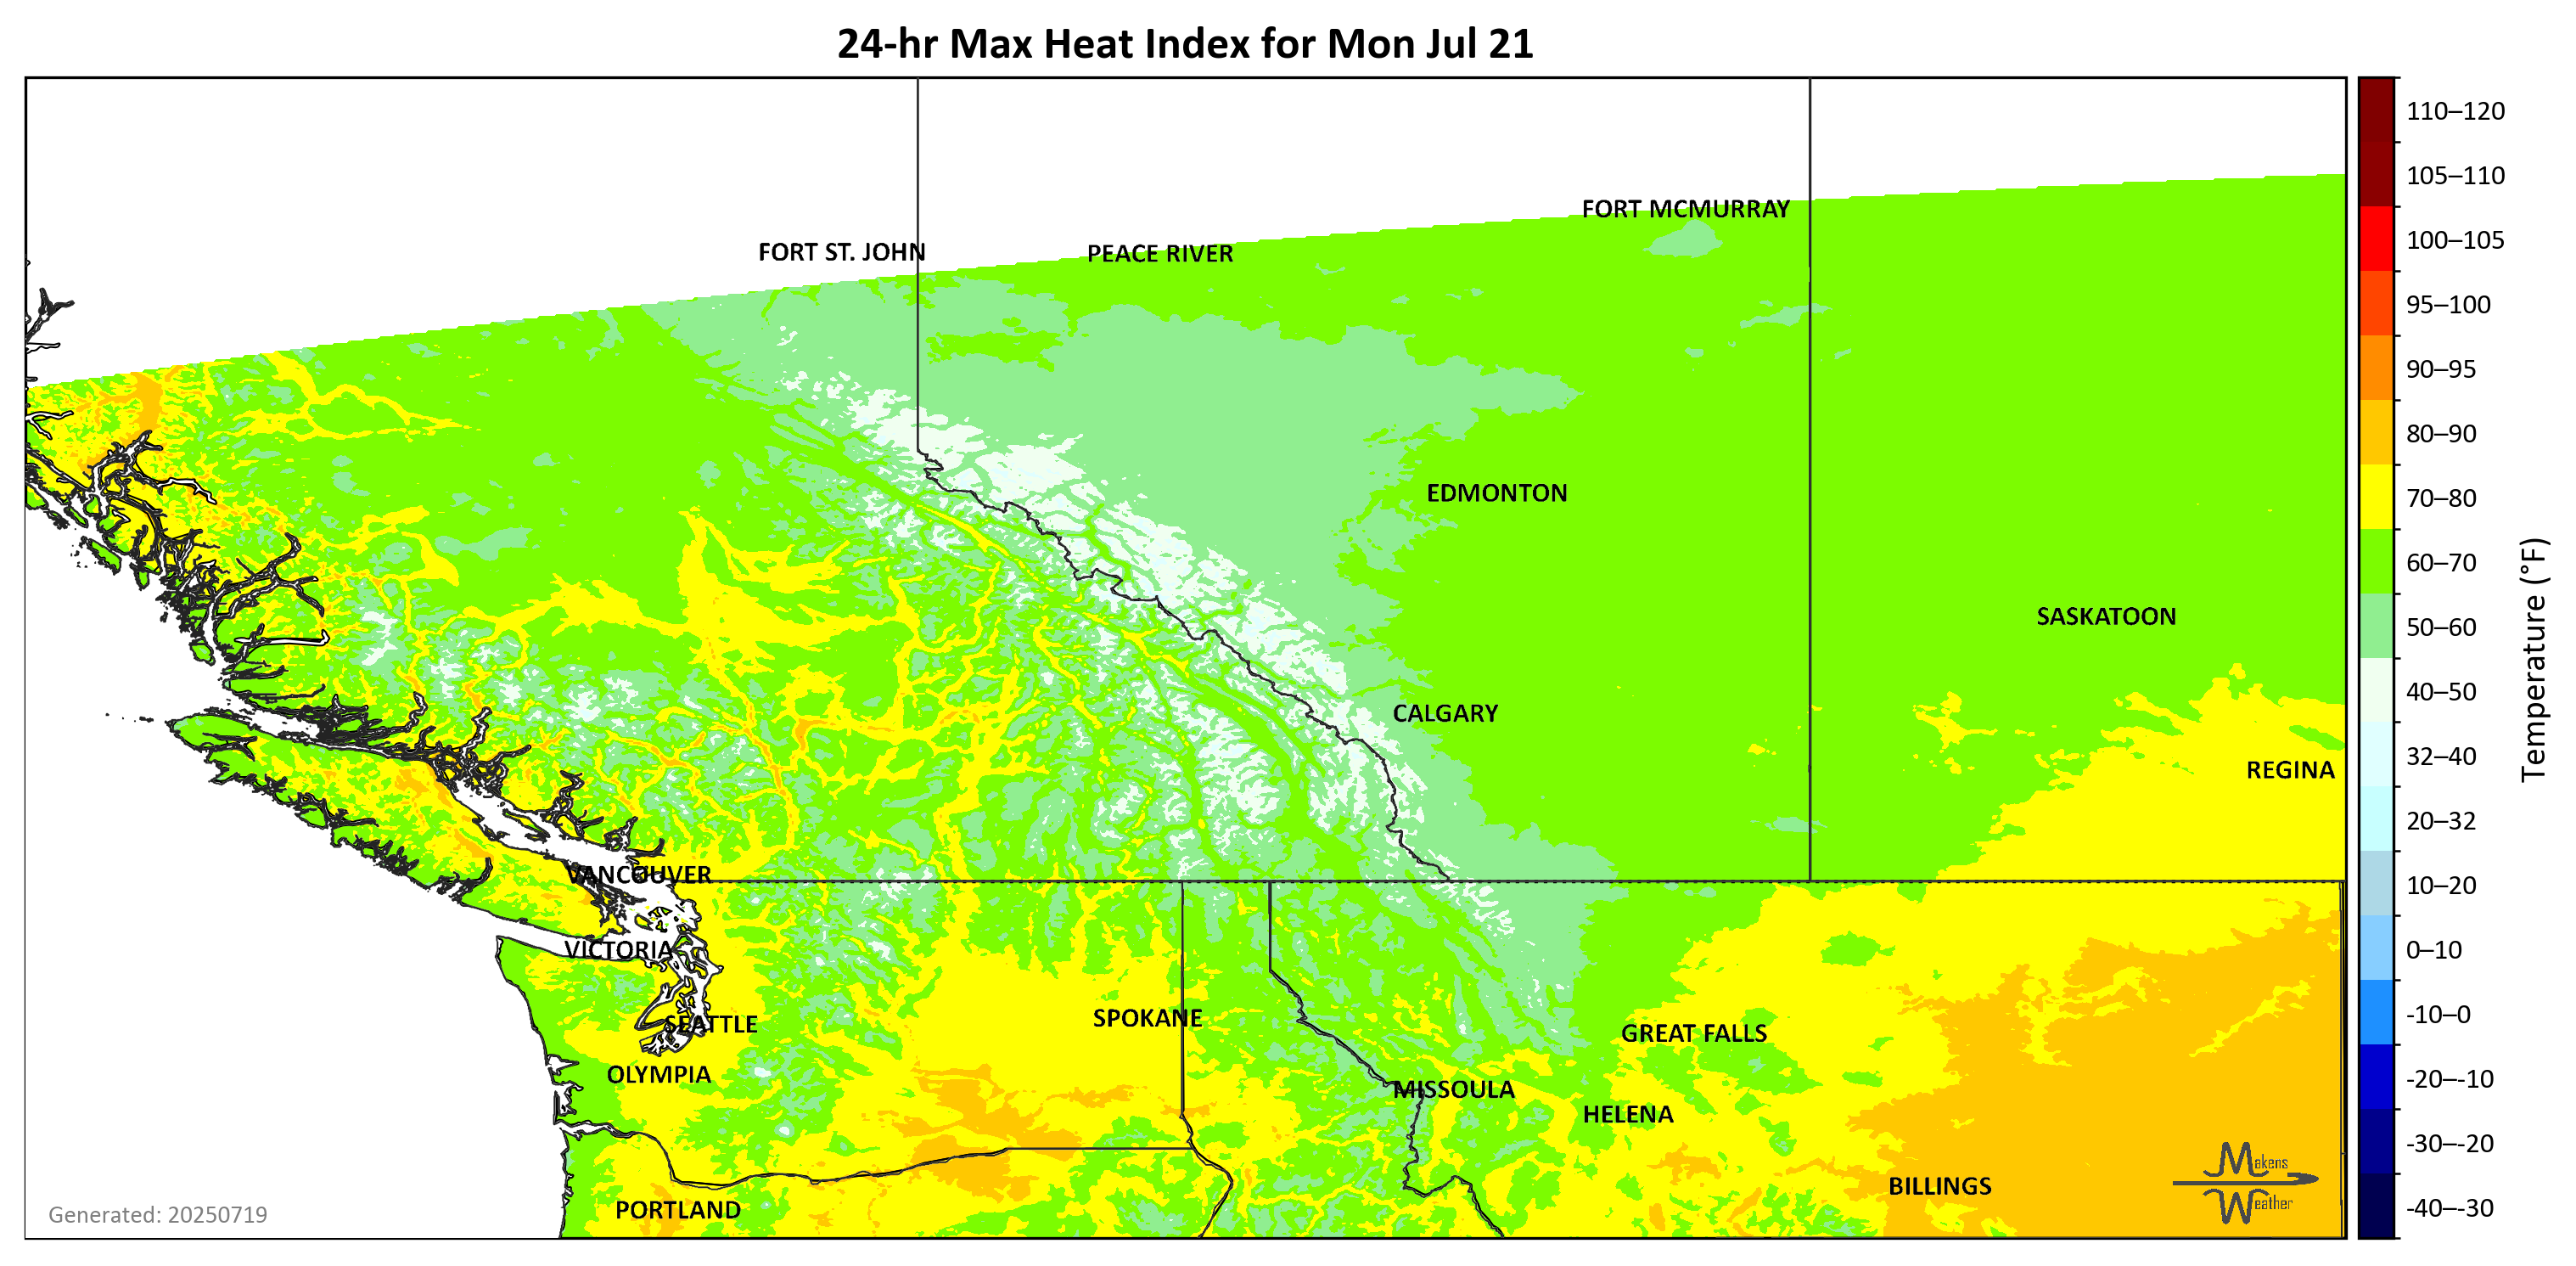 24-hr Max Heat Index for Mon Jul 21
FORT MCMURRAY
FORT ST. JOHN
PEACE RIVER
EDMONTON
SASKATOON
CALGARY
REGINA
VANCOUVER
VICTORIA
SEATTLE
SPOKANE
GREAT FALLS
OLYMPIA
MISSOULA
HELENA
BILLINGS
PORTLAND
Makens
Weather
Generated: 20250719
110–120
105–110
100–105
95–100
90–95
80–90
70–80
60–70
50–60
40–50
32–40
20–32
10–20
0–10
-10–0
-20–-10
-30–-20
-40–-30
Temperature (°F)